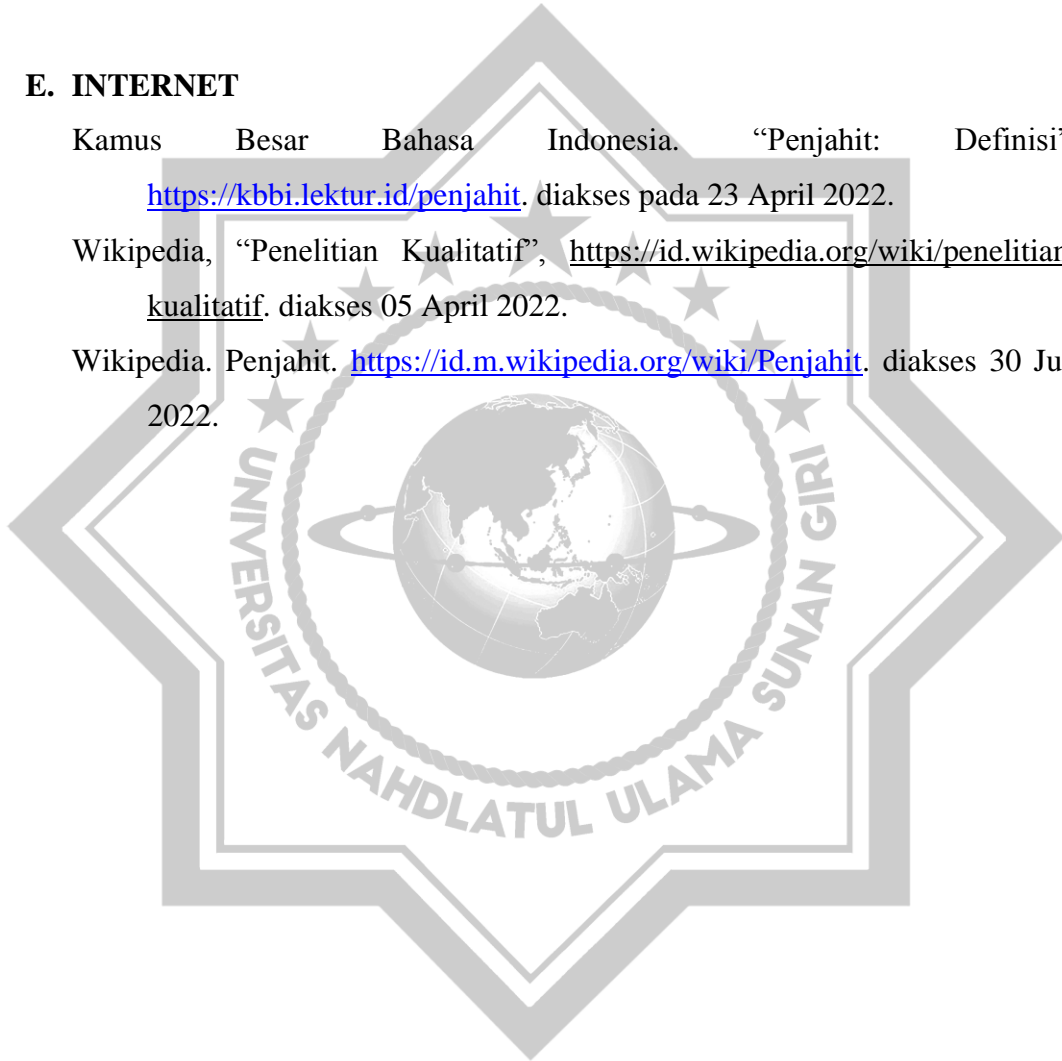 E. INTERNET
Kamus Besar Bahasa Indonesia. “Penjahit: Definisi”
https://kbbi.lektur.id/penjahit. diakses pada 23 April 2022.
Wikipedia, “Penelitian Kualitatif”, https://id.wikipedia.org/wiki/penelitian
kualitatif. diakses 05 April 2022.
Wikipedia. Penjahit. https://id.m.wikipedia.org/wiki/Penjahit. diakses 30 Ju
2022.
UNIVERSITAS NAHDLATUL ULAMA SUNAN GIRI